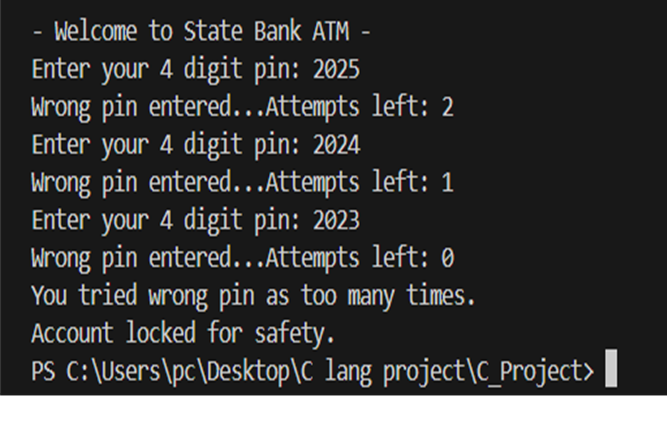 - Welcome to State Bank ATM -
Enter your 4 digit pin: 2025
Wrong pin entered...Attempts left: 2
Enter your 4 digit pin: 2024
Wrong pin entered...Attempts left: 1
Enter your 4 digit pin: 2023
Wrong pin entered...Attempts left: 0
You tried wrong pin as too many times.
Account locked for safety.
PS C:\Users\pc\Desktop\C lang project\C_Project>